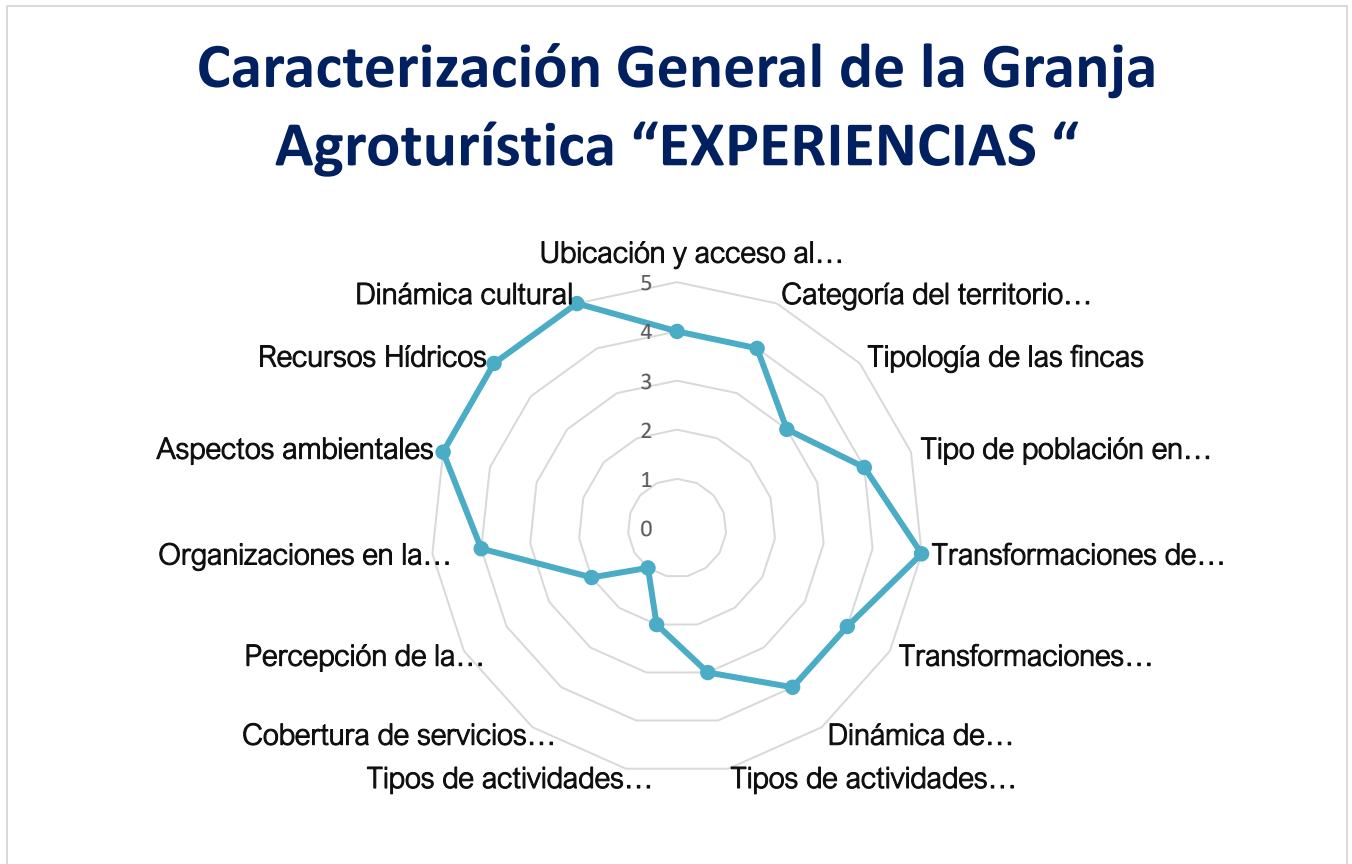 Caracterización General de la Granja
Agroturística “EXPERIENCIAS “
Ubicación y acceso al…
Categoría del territorio…
Tipología de las fincas
Tipo de población en…
Transformaciones de…
Transformaciones…
Dinámica de…
Tipos de actividades…
Tipos de actividades…
Cobertura de servicios…
Percepción de la…
Organizaciones en la…
Aspectos ambientales
Recursos Hídricos
Dinámica cultural
5
4
3
2
1
0